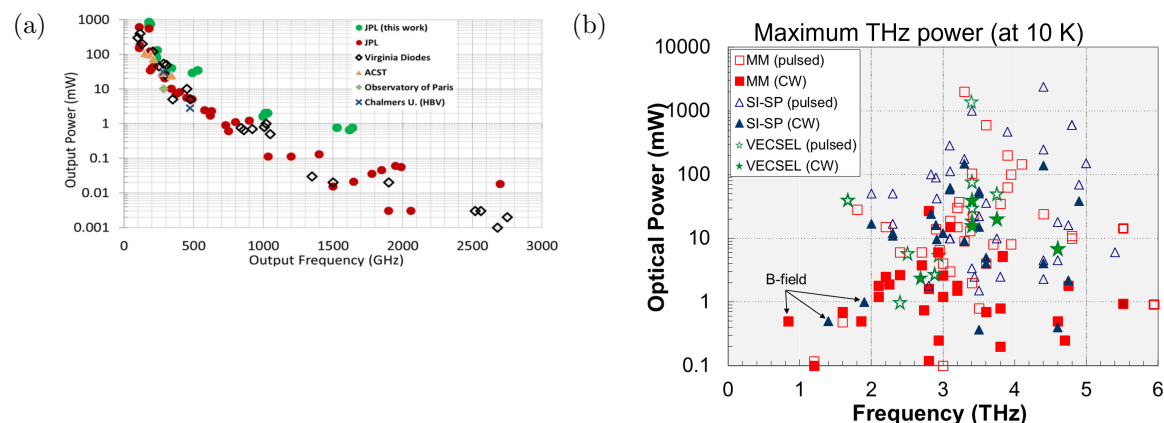 (a)
Output Power (mW)
1000
100
10
1
0.1
0.01
0.001
0
500
1000
1500
2000
2500
3000
Output Frequency (GHz)
JPL (this work)
JPL
Virginia Diodes
ACST
Observatory of Paris
Chalmers U. (HBV)
(b)
Maximum THz power (at 10 K)
Optical Power (mW)
10000
1000
100
10
1
0.1
MM (pulsed)
MM (CW)
SI-SP (pulsed)
SI-SP (CW)
VECSEL (pulsed)
VECSEL (CW)
B-field
0
1
2
3
4
5
6
Frequency (THz)